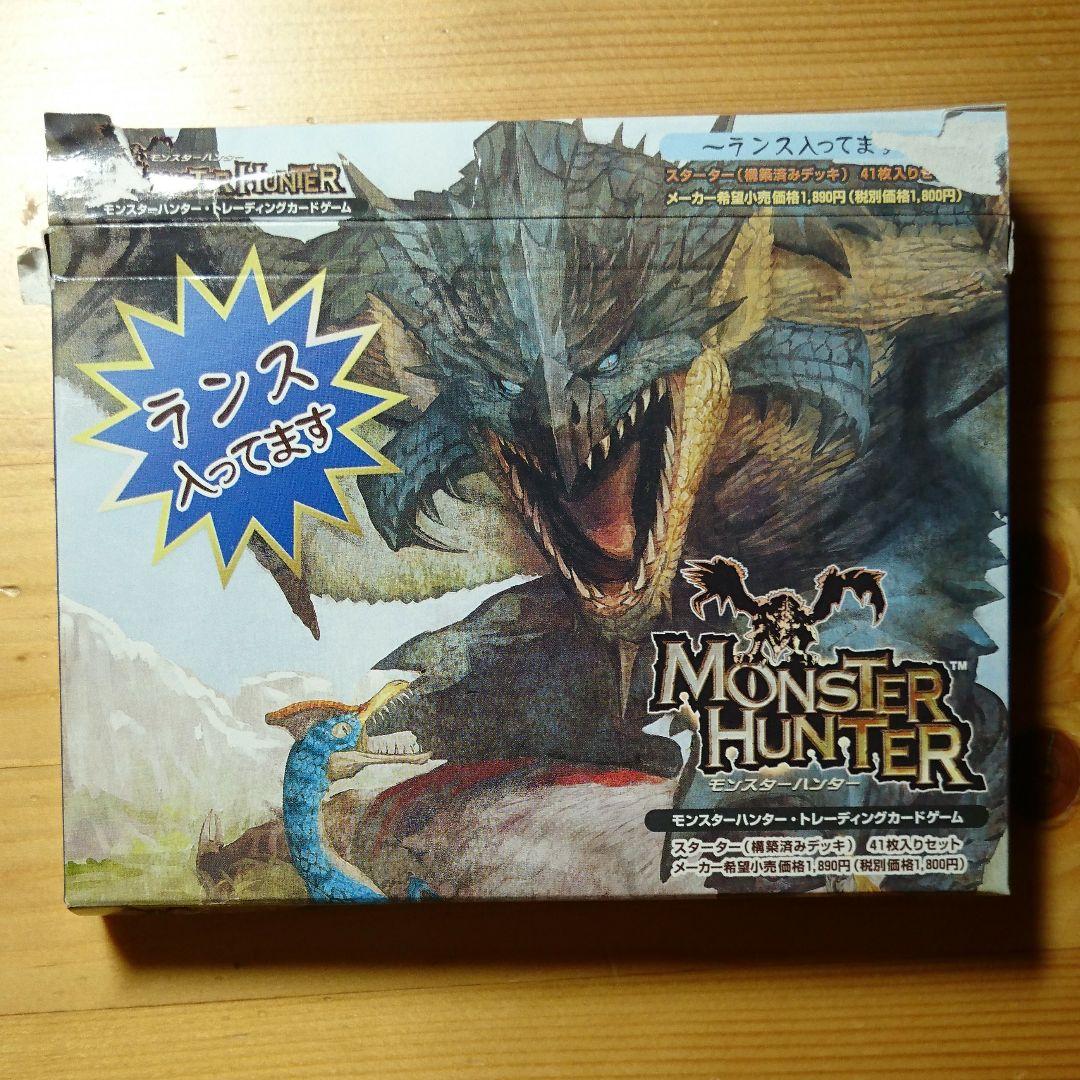 モンスターハンター
MONSTER HUNTER
モンスターハンター・トレーディングカードゲーム
～ランス入ってます
スターター（構築済みデッキ） 41枚入りセ
メーカー希望小売価格1,890円（税別価格1,800円）
ランス
入ってます
MONSTER™
HUNTER
モンスターハンター
モンスターハンター・トレーディングカードゲーム
スターター（構築済みデッキ） 41枚入りセット
メーカー希望小売価格1,890円（税別価格1,800円）